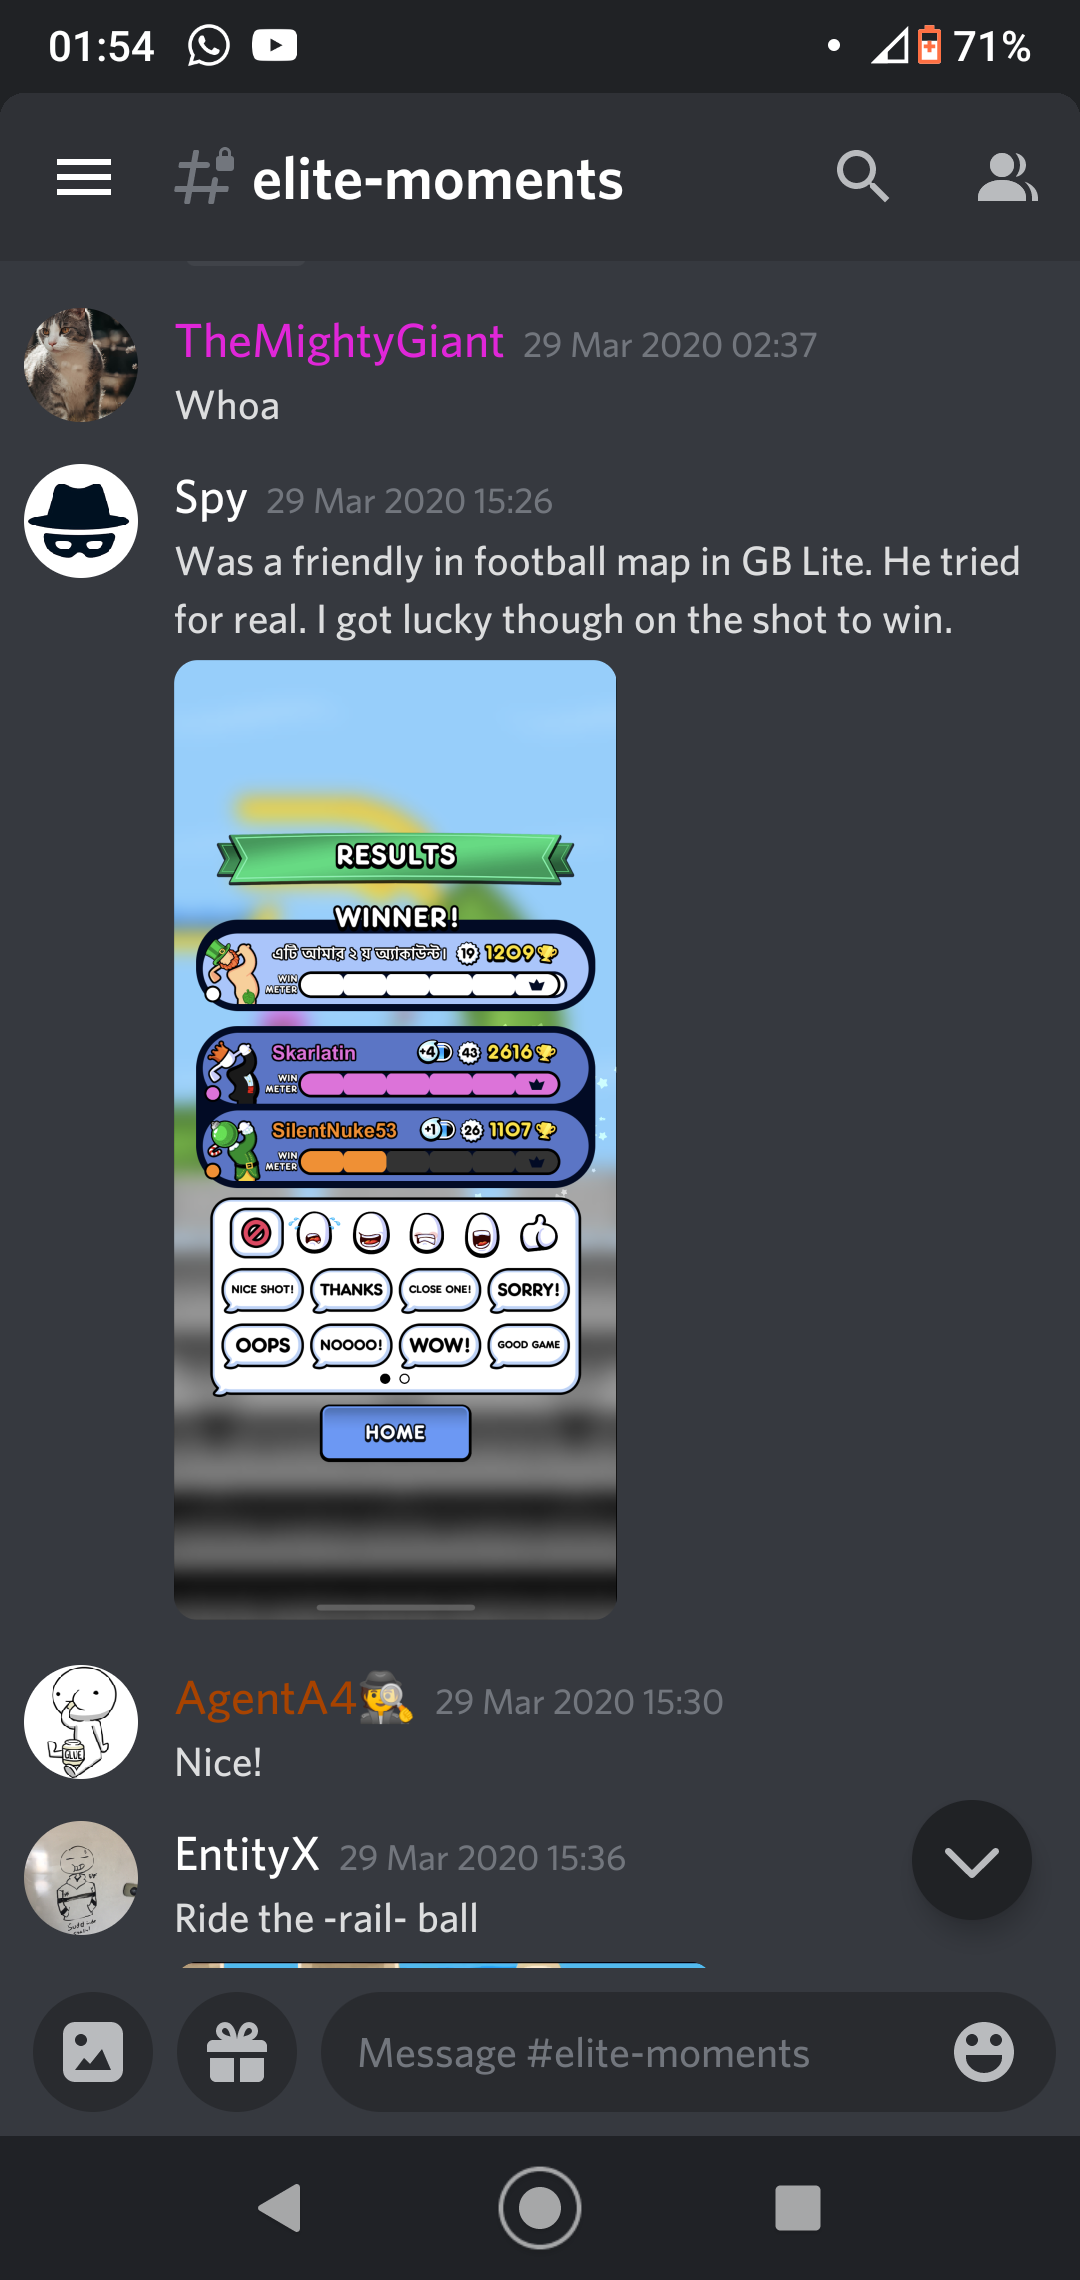 01:54
71%
elite-moments
TheMightyGiant 29 Mar 2020 02:37
Whoa
Spy 29 Mar 2020 15:26
Was a friendly in football map in GB Lite. He tried
for real. I got lucky though on the shot to win.
RESULTS
WINNER!
এটি আমার ২ য় অ্যাকাউন্ট। 19 1209
WIN
METER
Skarlatin +4 43 2616
WIN
METER
SilentNuke53 +1 26 1107
WIN
METER
NICE SHOT! THANKS CLOSE ONE! SORRY!
OOPS NOOOO! WOW! GOOD GAME
HOME
AgentA4 29 Mar 2020 15:30
Nice!
GLUE
EntityX 29 Mar 2020 15:36
Ride the -rail- ball
Message #elite-moments